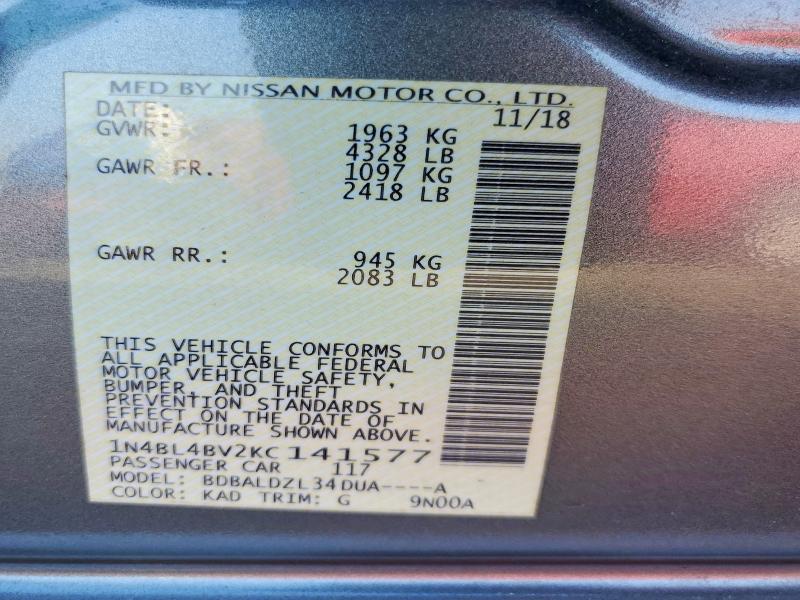 MFD BY NISSAN MOTOR CO., LTD.
DATE: 11/18
GVWR: 1963 KG
4328 LB
GAWR FR.: 1097 KG
2418 LB
GAWR RR.: 945 KG
2083 LB
THIS VEHICLE CONFORMS TO
ALL APPLICABLE FEDERAL
MOTOR VEHICLE SAFETY,
BUMPER, AND THEFT
PREVENTION STANDARDS IN
EFFECT ON THE DATE OF
MANUFACTURE SHOWN ABOVE.
1N4BL4BV2KC141577
PASSENGER CAR 117
MODEL: BDBALDZL34DUA----A
COLOR: KAD TRIM: G 9N00A